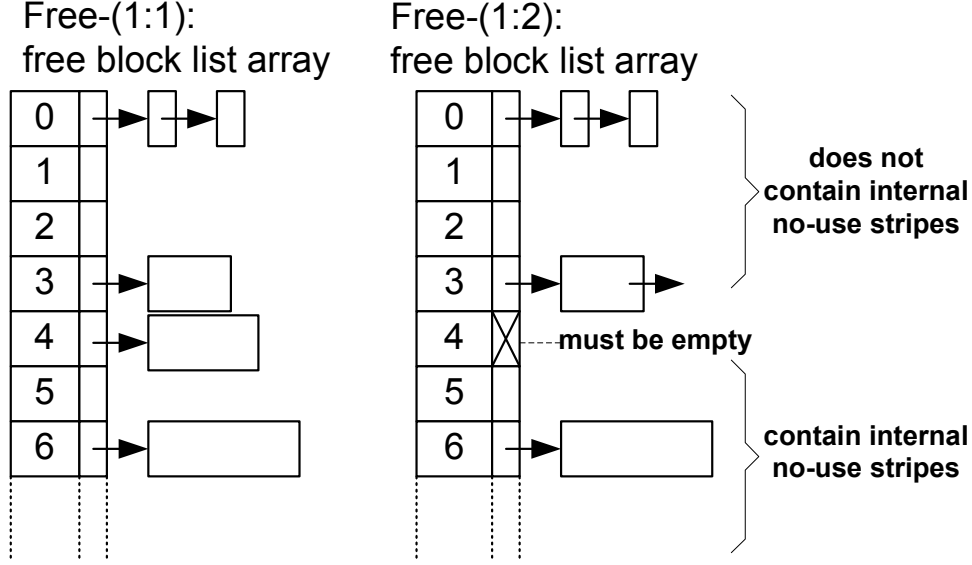 Free-(1:1):
free block list array
0
1
2
3
4
5
6
Free-(1:2):
free block list array
0
1
2
3
4
5
6
must be empty
does not
contain internal
no-use stripes
contain internal
no-use stripes